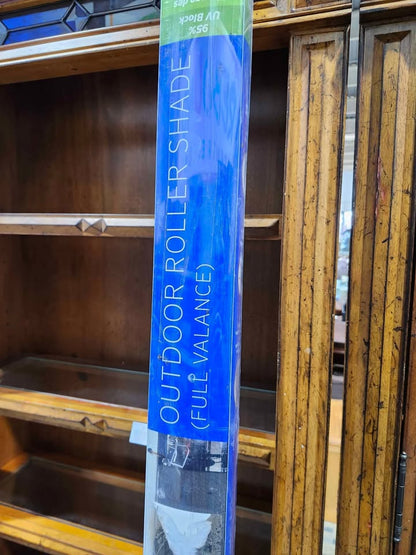 95%
UV Block
OUTDOOR ROLLER SHADE
(FULL VALANCE)